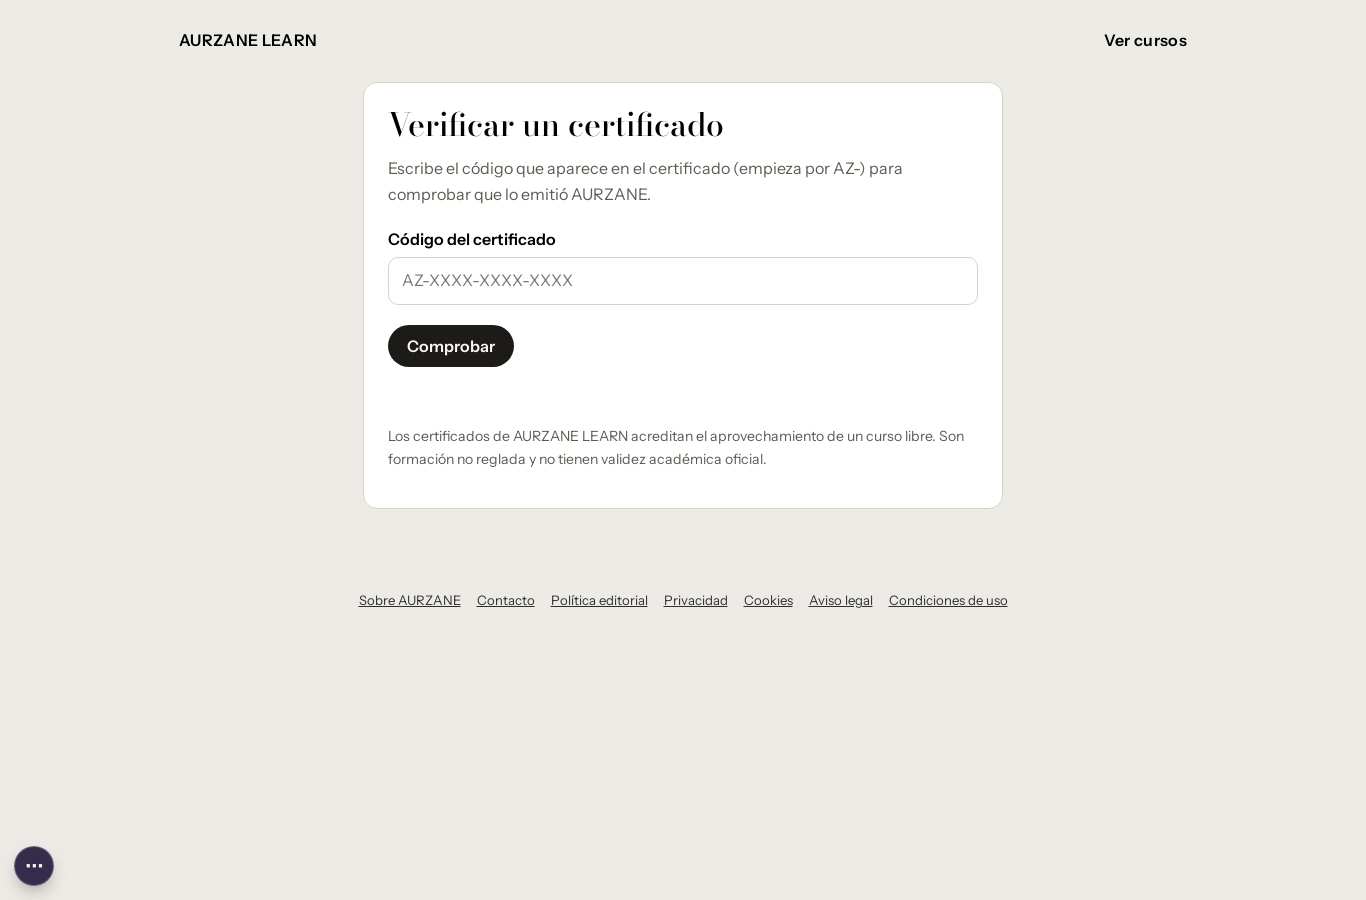 AURZANE LEARN
Ver cursos
Verificar un certificado
Escribe el código que aparece en el certificado (empieza por AZ-) para
comprobar que lo emitió AURZANE.
Código del certificado
AZ-XXXX-XXXX-XXXX
Comprobar
Los certificados de AURZANE LEARN acreditan el aprovechamiento de un curso libre. Son
formación no reglada y no tienen validez académica oficial.
Sobre AURZANE Contacto Política editorial Privacidad Cookies Aviso legal Condiciones de uso